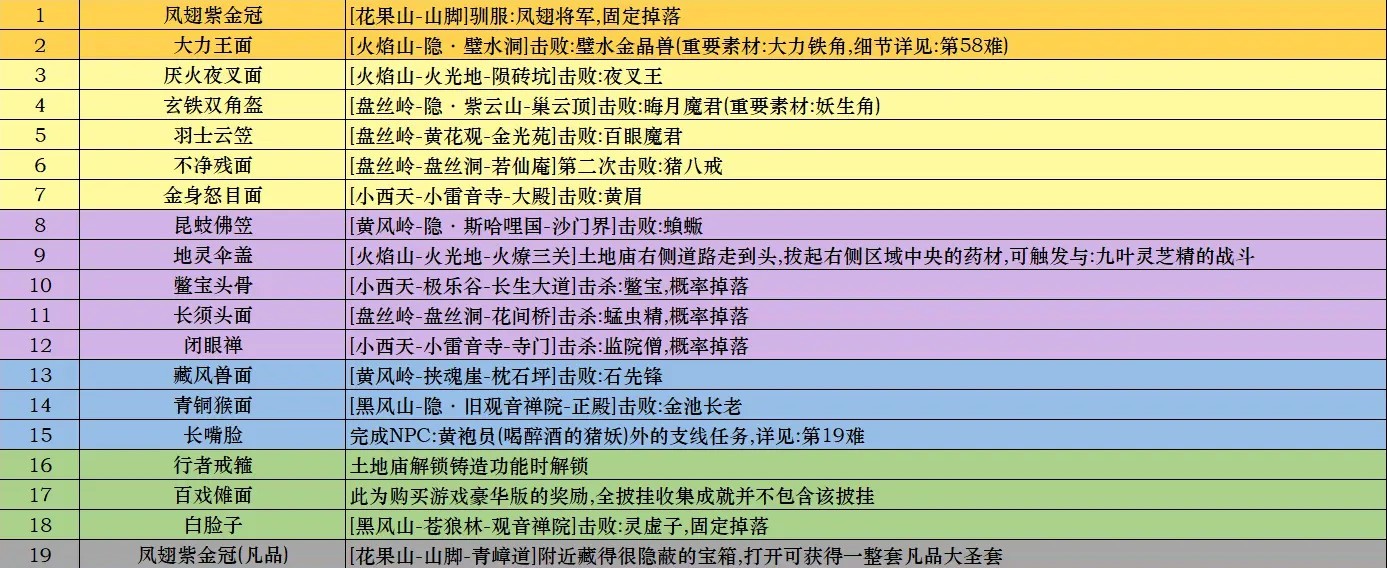 1 凤翅紫金冠 [花果山-山脚]驯服:凤翅将军,固定掉落
2 大力王面 [火焰山-隐·璧水洞]击败:璧水金晶兽(重要素材:大力铁角,细节详见:第58难)
3 厌火夜叉面 [火焰山-火光地-陨砖坑]击败:夜叉王
4 玄铁双角盔 [盘丝岭-隐·紫云山-巢云顶]击败:晦月魔君(重要素材:妖生角)
5 羽士云笠 [盘丝岭-黄花观-金光苑]击败:百眼魔君
6 不净残面 [盘丝岭-盘丝洞-若仙庵]第二次击败:猪八戒
7 金身怒目面 [小西天-小雷音寺-大殿]击败:黄眉
8 昆蚑佛笠 [黄风岭-隐·斯哈哩国-沙门界]击败:蝜蝂
9 地灵伞盖 [火焰山-火光地-火燎三关]土地庙右侧道路走到头,拔起右侧区域中央的药材,可触发与:九叶灵芝精的战斗
10 鳖宝头骨 [小西天-极乐谷-长生大道]击杀:鳖宝,概率掉落
11 长须头面 [盘丝岭-盘丝洞-花间桥]击杀:蜢虫精,概率掉落
12 闭眼禅 [小西天-小雷音寺-寺门]击杀:监院僧,概率掉落
13 藏风兽面 [黄风岭-挟魂崖-枕石坪]击败:石先锋
14 青铜猴面 [黑风山-隐·旧观音禅院-正殿]击败:金池长老
15 长嘴脸 完成NPC:黄袍员(喝醉酒的猪妖)外的支线任务,详见:第19难
16 行者戒箍 土地庙解锁铸造功能时解锁
17 百戏傩面 此为购买游戏豪华版的奖励,全披挂收集成就并不包含该披挂
18 白脸子 [黑风山-苍狼林-观音禅院]击败:灵虚子,固定掉落
19 凤翅紫金冠(凡品) [花果山-山脚-青嶂道]附近藏得很隐蔽的宝箱,打开可获得一整套凡品大圣套